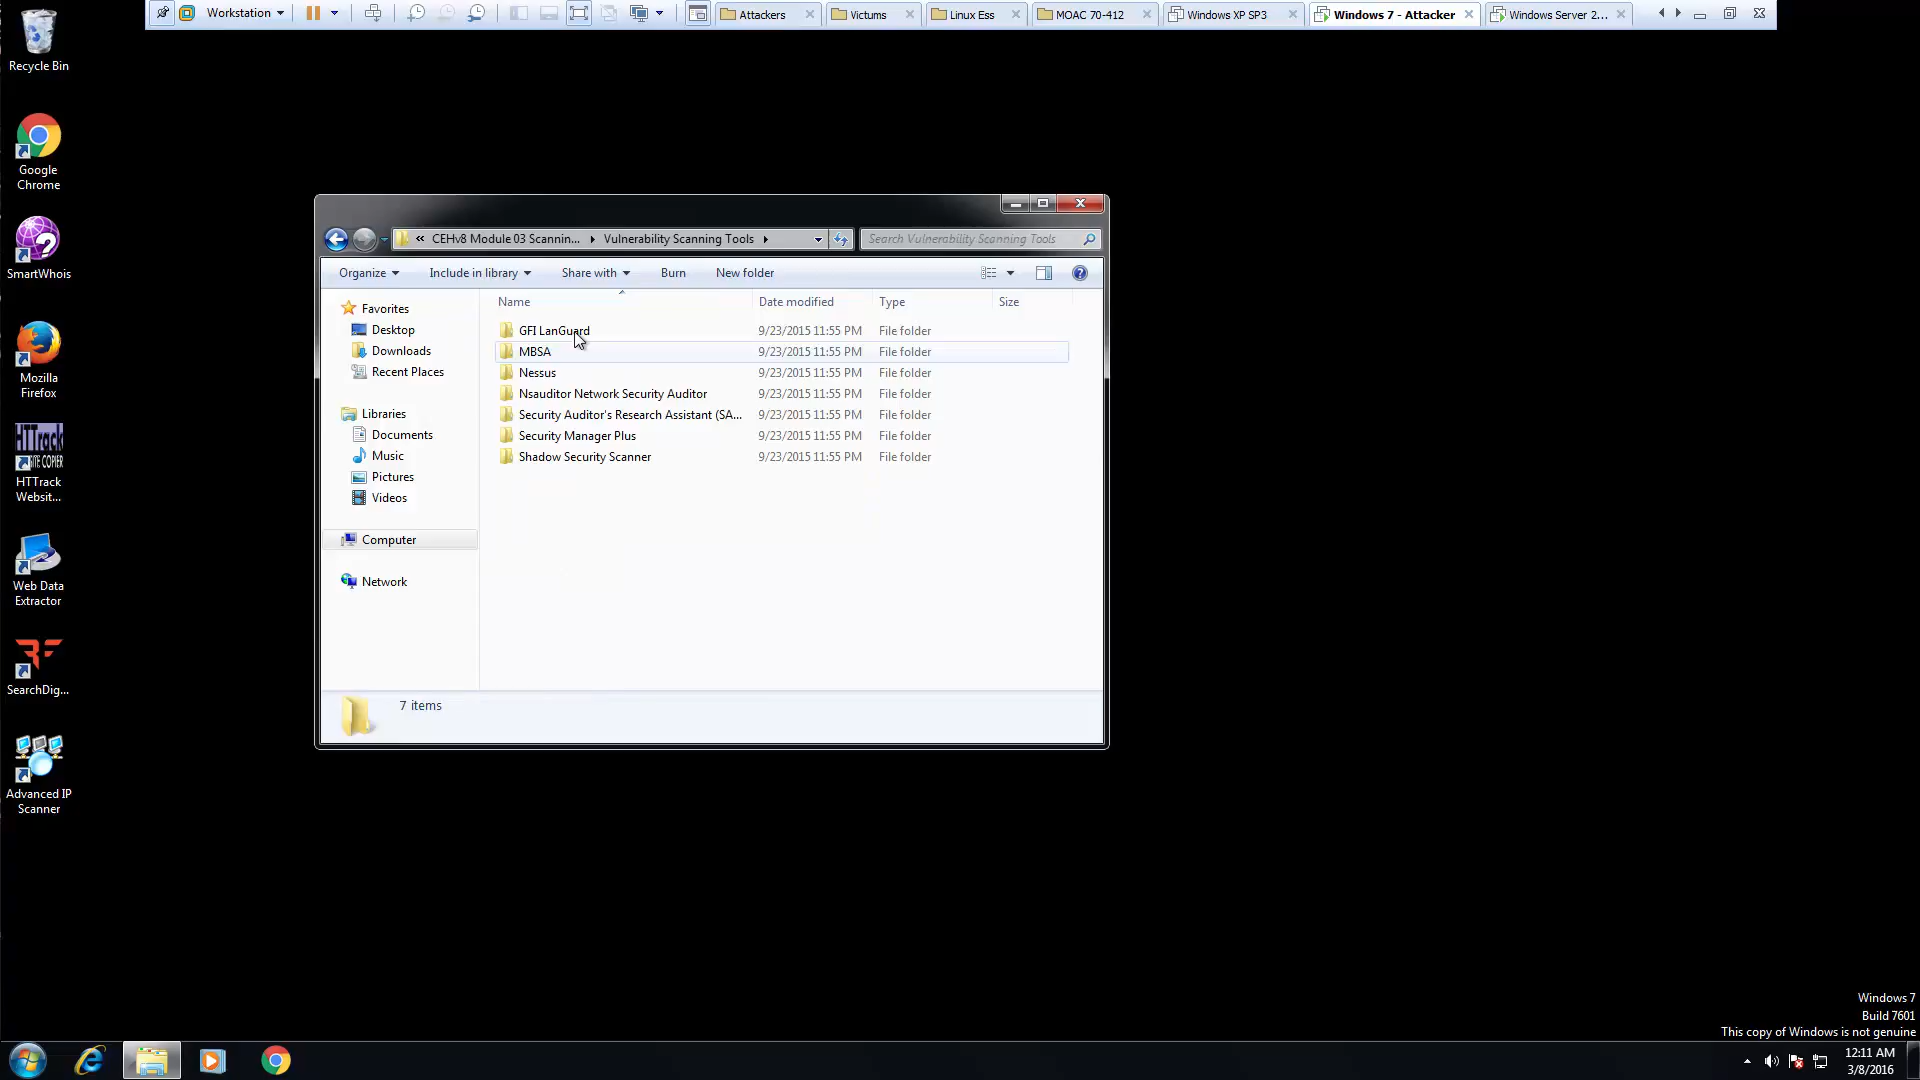 Workstation
Attackers
Victums
Linux Ess
MOAC 70-412
Windows XP SP3
Windows 7 - Attacker
Windows Server 2...
Recycle Bin
Google
Chrome
SmartWhois
Mozilla
Firefox
HTTrack
SITE COPIER
HTTrack
Websit...
Web Data
Extractor
SearchDig...
Advanced IP
Scanner
« CEHv8 Module 03 Scannin... Vulnerability Scanning Tools
Search Vulnerability Scanning Tools
Organize Include in library Share with Burn New folder
Favorites
Desktop
Downloads
Recent Places
Libraries
Documents
Music
Pictures
Videos
Computer
Network
Name Date modified Type Size
GFI LanGuard 9/23/2015 11:55 PM File folder
MBSA 9/23/2015 11:55 PM File folder
Nessus 9/23/2015 11:55 PM File folder
Nsauditor Network Security Auditor 9/23/2015 11:55 PM File folder
Security Auditor's Research Assistant (SA... 9/23/2015 11:55 PM File folder
Security Manager Plus 9/23/2015 11:55 PM File folder
Shadow Security Scanner 9/23/2015 11:55 PM File folder
7 items
Windows 7
Build 7601
This copy of Windows is not genuine
12:11 AM
3/8/2016